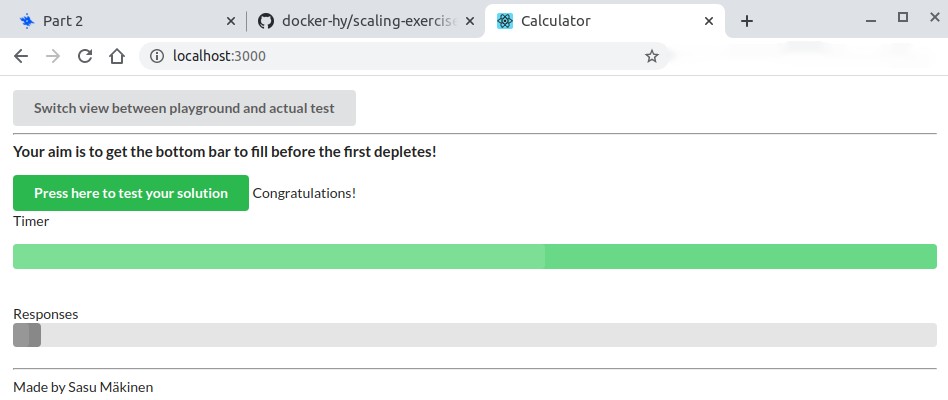 Part 2
docker-hy/scaling-exercise
Calculator
localhost:3000
Switch view between playground and actual test
Your aim is to get the bottom bar to fill before the first depletes!
Press here to test your solution Congratulations!
Timer
Responses
Made by Sasu Mäkinen